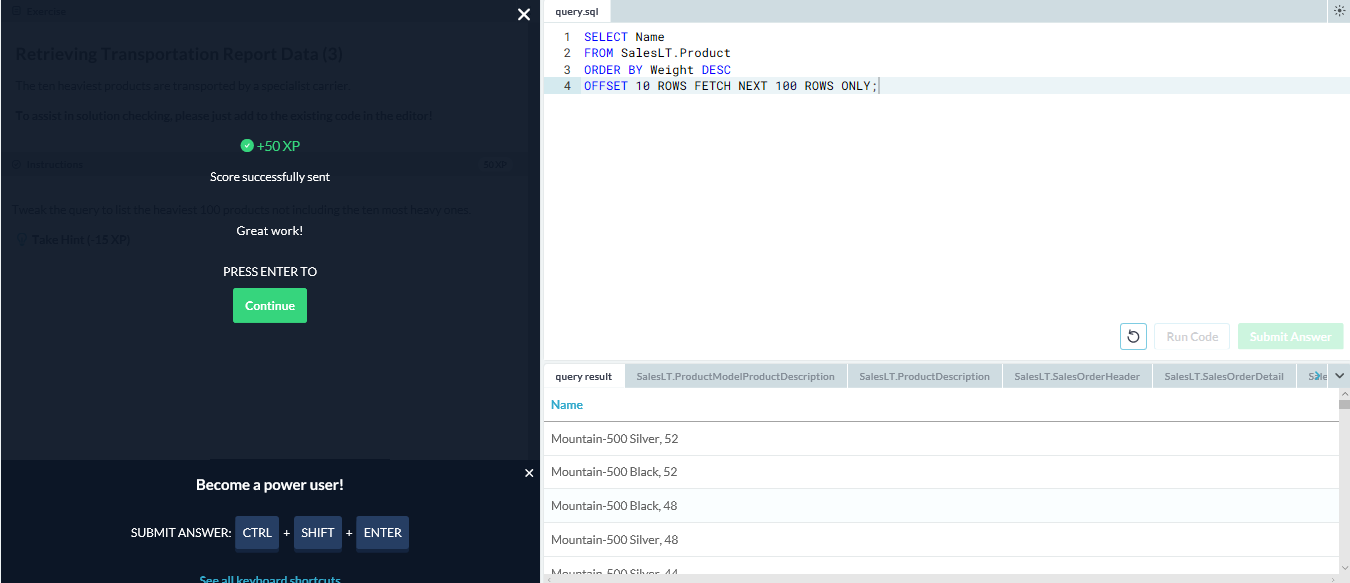 Exercise
Retrieving Transportation Report Data (3)
The ten heaviest products are transported by a specialist carrier.
To assist in solution checking, please just add to the existing code in the editor!
+50 XP
Instructions
50 XP
Score successfully sent
Tweak the query to list the heaviest 100 products not including the ten most heavy ones.
Great work!
Take Hint (-15 XP)
PRESS ENTER TO
Continue
Become a power user!
SUBMIT ANSWER: CTRL + SHIFT + ENTER
See all keyboard shortcuts
query.sql
1 SELECT Name
2 FROM SalesLT.Product
3 ORDER BY Weight DESC
4 OFFSET 10 ROWS FETCH NEXT 100 ROWS ONLY;
Run Code
Submit Answer
query result
SalesLT.ProductModelProductDescription
SalesLT.ProductDescription
SalesLT.SalesOrderHeader
SalesLT.SalesOrderDetail
Name
Mountain-500 Silver, 52
Mountain-500 Black, 52
Mountain-500 Black, 48
Mountain-500 Silver, 48
Mountain-500 Silver, 44